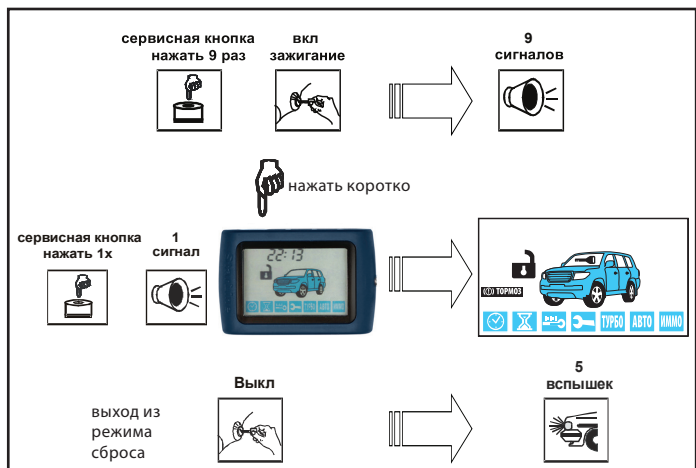 сервисная кнопка
нажать 9 раз
вкл
зажигание
9
сигналов
нажать коротко
сервисная кнопка
нажать 1х
1
сигнал
22:13
ТОРМОЗ
ТУРБО АВТО ИММО
Выкл
выход из
режима
сброса
5
вспышек